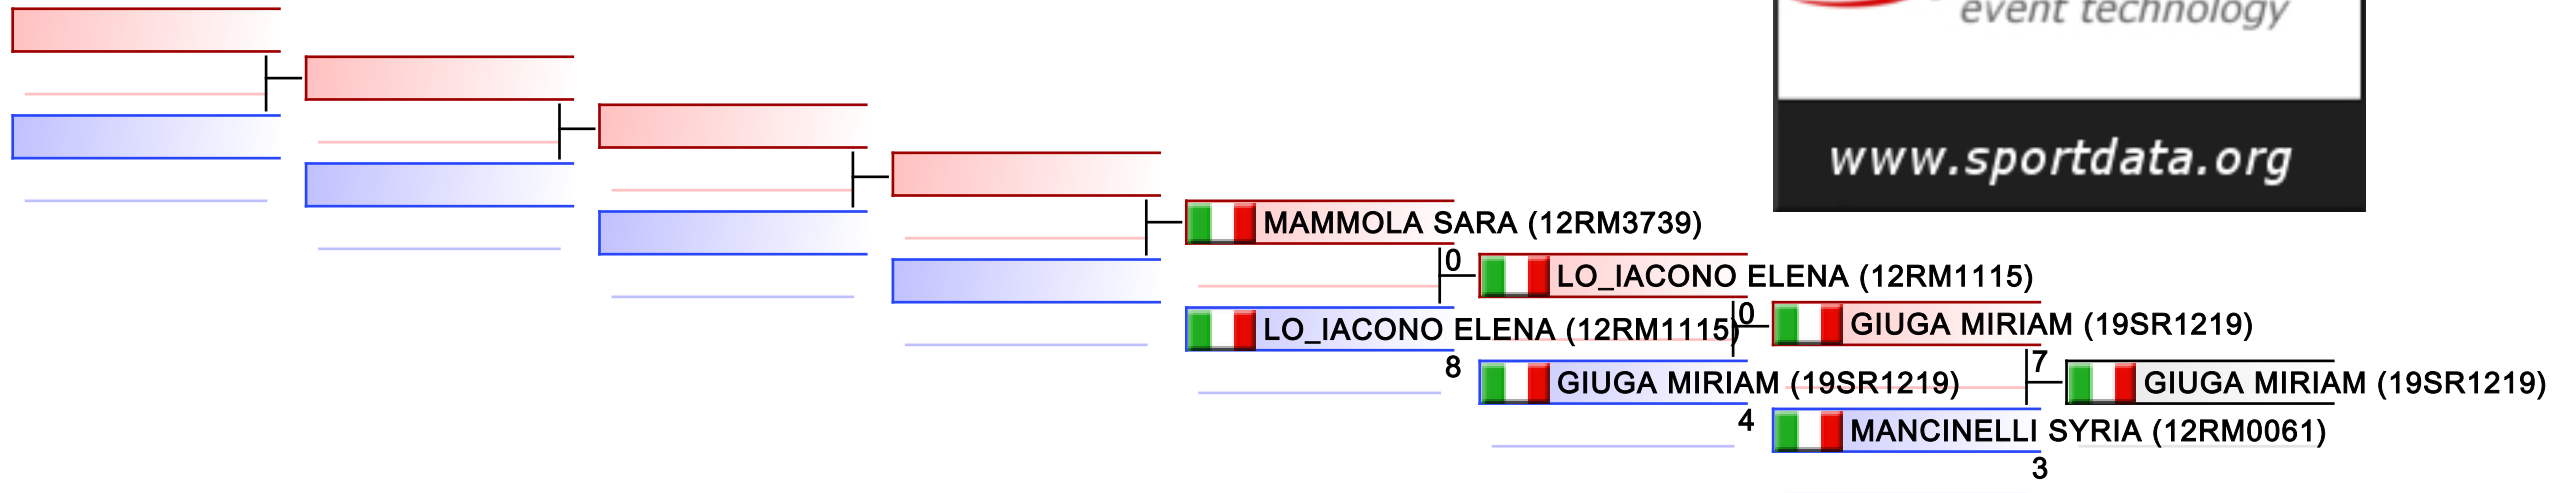 event technology
www.sportdata.org
MAMMOLA SARA (12RM3739)
0
LO_IACONO ELENA (12RM1115)
LO_IACONO ELENA (12RM1115)
8
0
GIUGA MIRIAM (19SR1219)
GIUGA MIRIAM (19SR1219)
4
7
GIUGA MIRIAM (19SR1219)
MANCINELLI SYRIA (12RM0061)
3